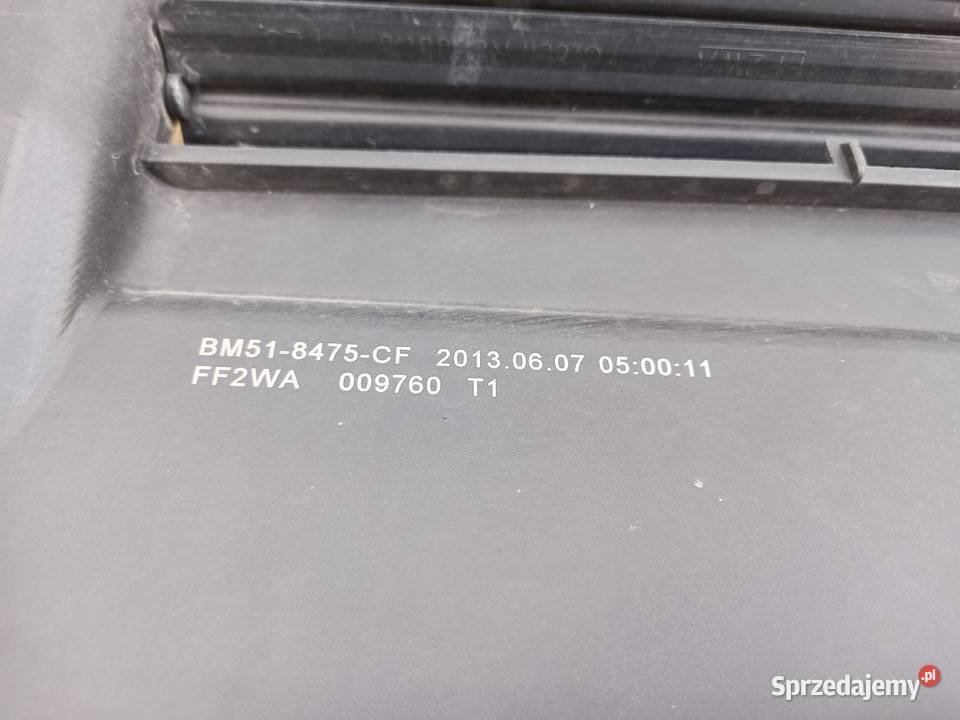 BM51-8475-CF 2013.06.07 05:00:11
FF2WA 009760 T1
Sprzedajemy.pl